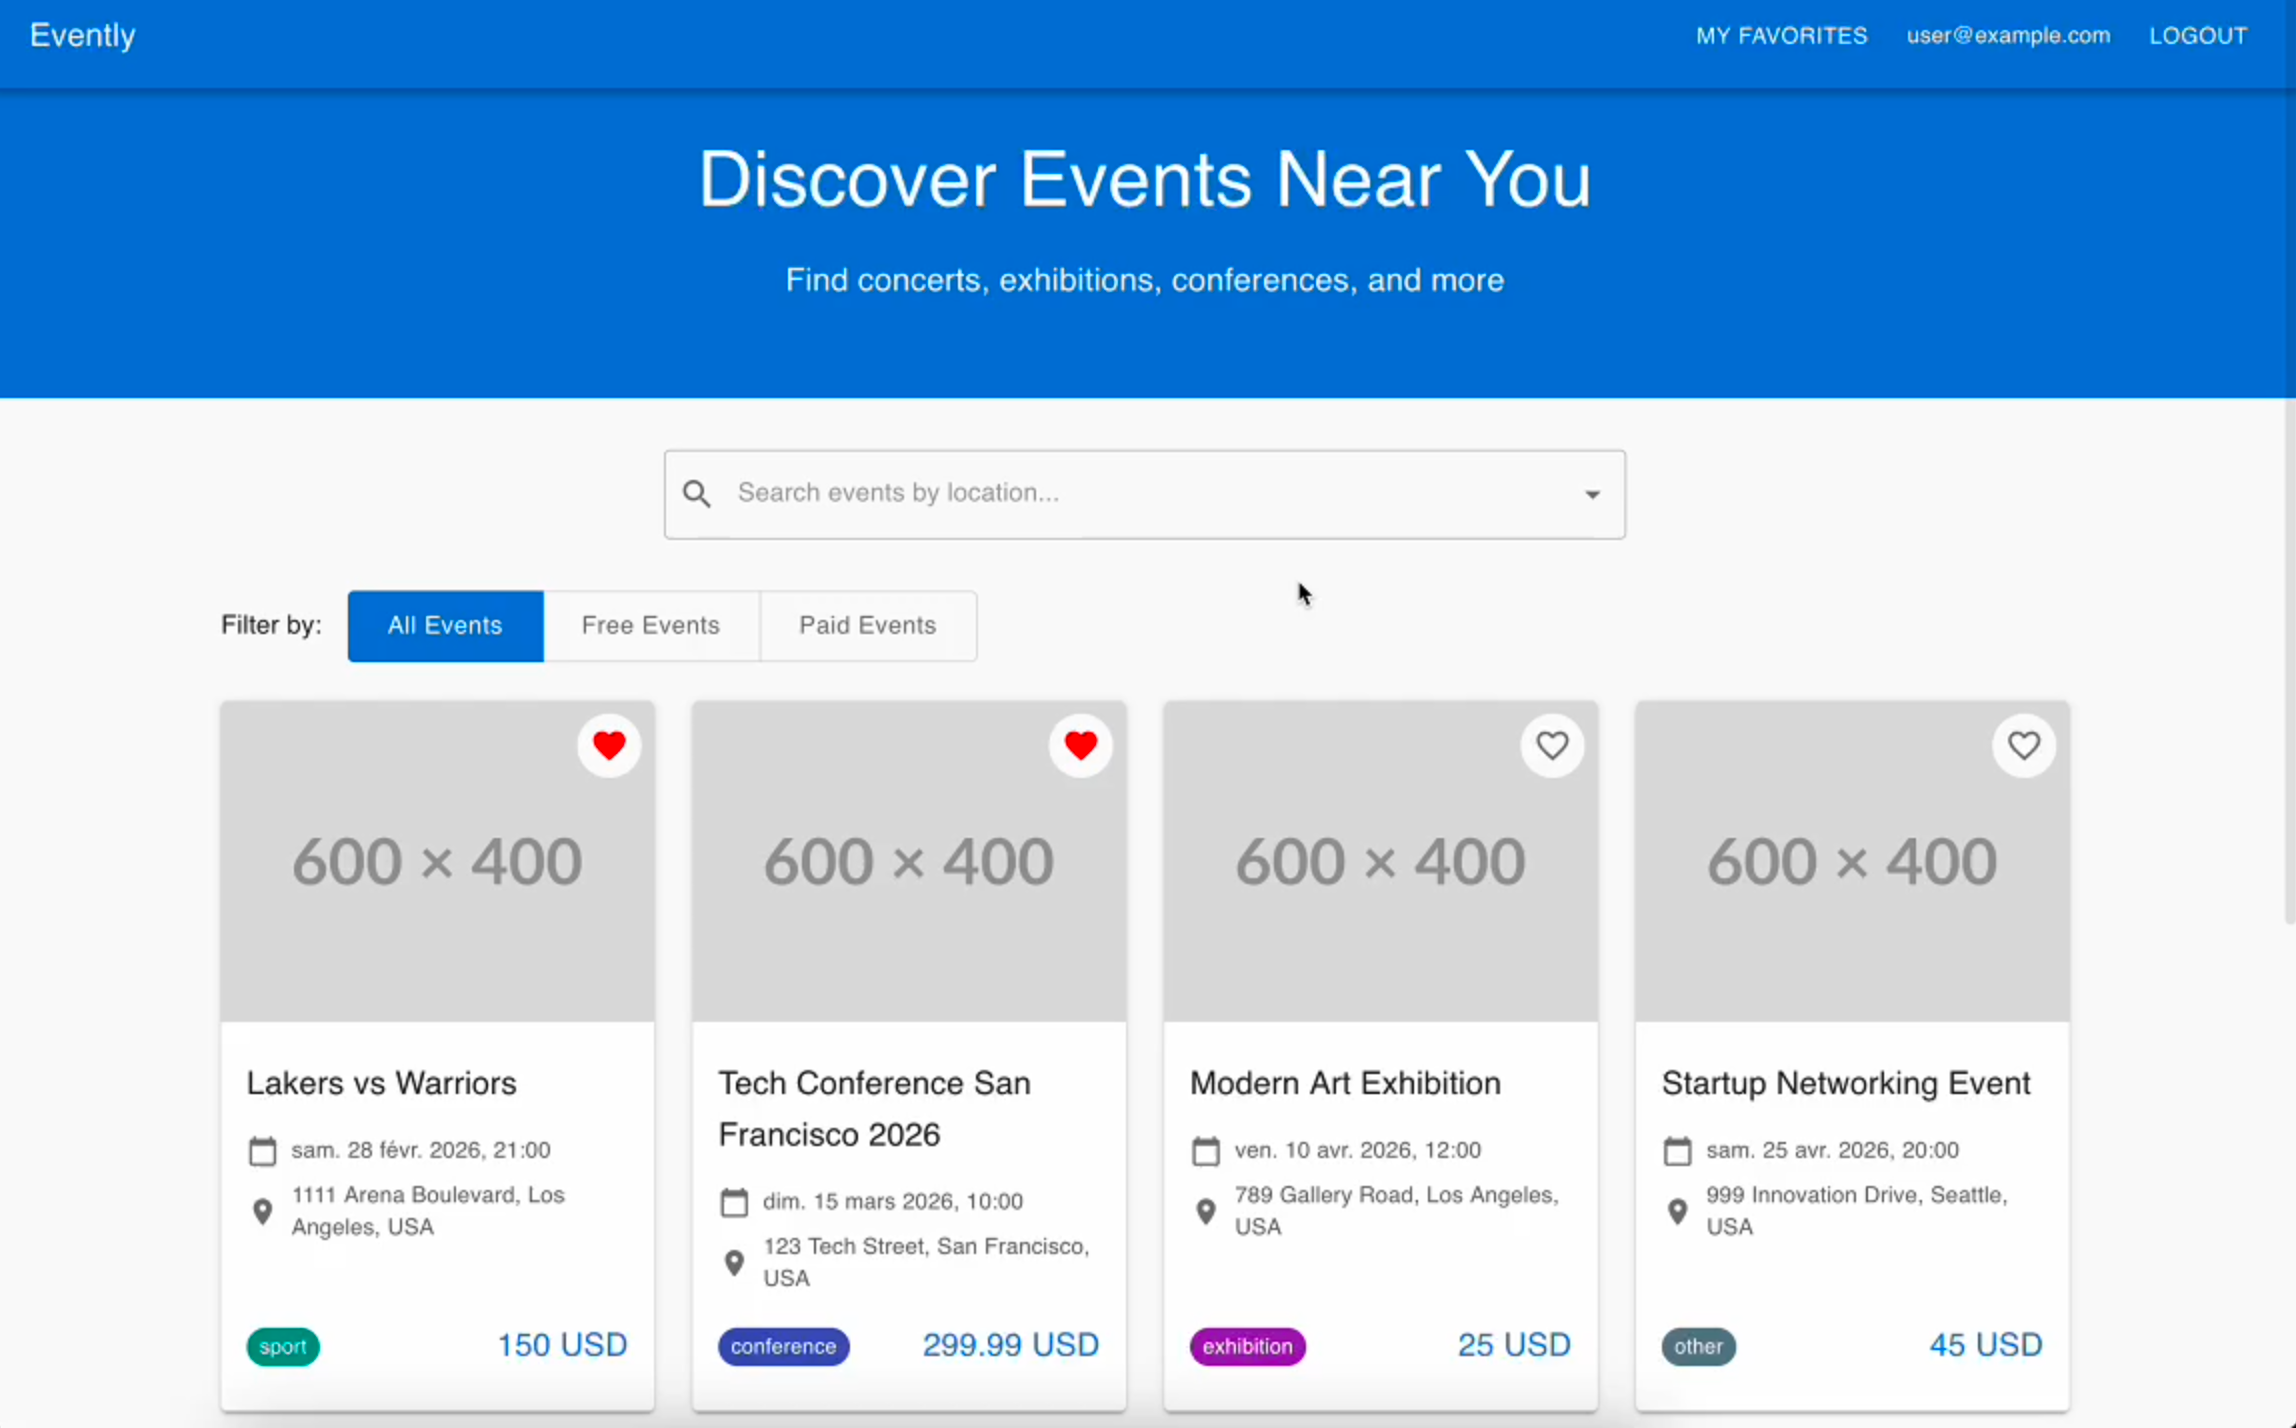 Evently
MY FAVORITES
user@example.com
LOGOUT
Discover Events Near You
Find concerts, exhibitions, conferences, and more
Search events by location...
Filter by:
All Events
Free Events
Paid Events
600 × 400
Lakers vs Warriors
sam. 28 févr. 2026, 21:00
1111 Arena Boulevard, Los
Angeles, USA
sport
150 USD
600 × 400
Tech Conference San
Francisco 2026
dim. 15 mars 2026, 10:00
123 Tech Street, San Francisco,
USA
conference
299.99 USD
600 × 400
Modern Art Exhibition
ven. 10 avr. 2026, 12:00
789 Gallery Road, Los Angeles,
USA
exhibition
25 USD
600 × 400
Startup Networking Event
sam. 25 avr. 2026, 20:00
999 Innovation Drive, Seattle,
USA
other
45 USD